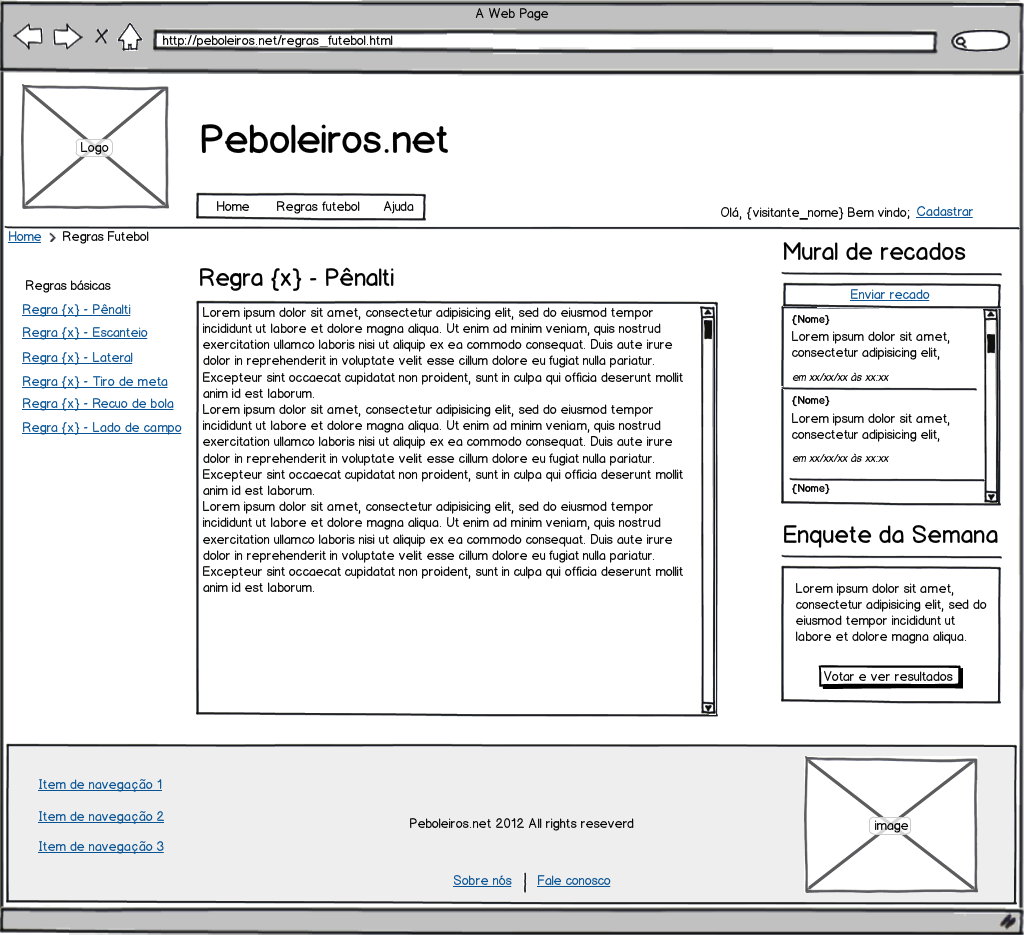 A Web Page
http://peboleiros.net/regras_futebol.html
Logo
Peboleiros.net
Home Regras futebol Ajuda
Olá, {visitante_nome} Bem vindo; Cadastrar
Home > Regras Futebol
Regras básicas
Regra {x} - Pênalti
Regra {x} - Escanteio
Regra {x} - Lateral
Regra {x} - Tiro de meta
Regra {x} - Recuo de bola
Regra {x} - Lado de campo
Regra {x} - Pênalti
Lorem ipsum dolor sit amet, consectetur adipisicing elit, sed do eiusmod tempor
incididunt ut labore et dolore magna aliqua. Ut enim ad minim veniam, quis nostrud
exercitation ullamco laboris nisi ut aliquip ex ea commodo consequat. Duis aute irure
dolor in reprehenderit in voluptate velit esse cillum dolore eu fugiat nulla pariatur.
Excepteur sint occaecat cupidatat non proident, sunt in culpa qui officia deserunt mollit
anim id est laborum.
Lorem ipsum dolor sit amet, consectetur adipisicing elit, sed do eiusmod tempor
incididunt ut labore et dolore magna aliqua. Ut enim ad minim veniam, quis nostrud
exercitation ullamco laboris nisi ut aliquip ex ea commodo consequat. Duis aute irure
dolor in reprehenderit in voluptate velit esse cillum dolore eu fugiat nulla pariatur.
Excepteur sint occaecat cupidatat non proident, sunt in culpa qui officia deserunt mollit
anim id est laborum.
Lorem ipsum dolor sit amet, consectetur adipisicing elit, sed do eiusmod tempor
incididunt ut labore et dolore magna aliqua. Ut enim ad minim veniam, quis nostrud
exercitation ullamco laboris nisi ut aliquip ex ea commodo consequat. Duis aute irure
dolor in reprehenderit in voluptate velit esse cillum dolore eu fugiat nulla pariatur.
Excepteur sint occaecat cupidatat non proident, sunt in culpa qui officia deserunt mollit
anim id est laborum.
Mural de recados
Enviar recado
{Nome}
Lorem ipsum dolor sit amet,
consectetur adipisicing elit,
em xx/xx/xx às xx:xx
{Nome}
Lorem ipsum dolor sit amet,
consectetur adipisicing elit,
em xx/xx/xx às xx:xx
{Nome}
Enquete da Semana
Lorem ipsum dolor sit amet,
consectetur adipisicing elit, sed do
eiusmod tempor incididunt ut
labore et dolore magna aliqua.
Votar e ver resultados
Item de navegação 1
Item de navegação 2
Item de navegação 3
Peboleiros.net 2012 All rights reseverd
Sobre nós | Fale conosco
image